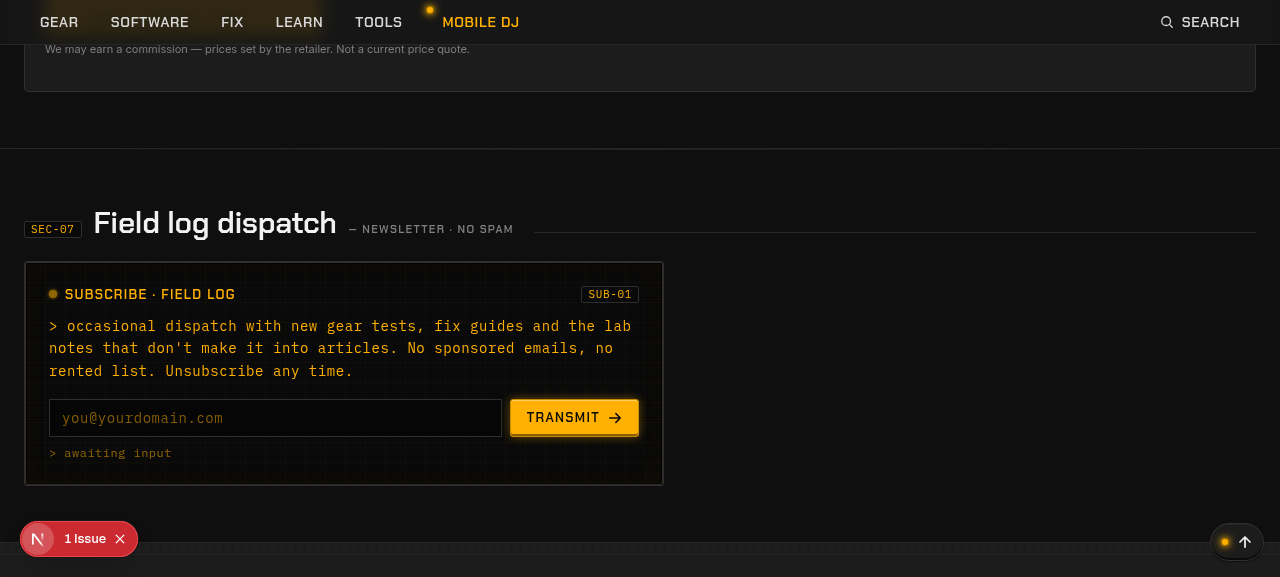 GEAR SOFTWARE FIX LEARN TOOLS MOBILE DJ SEARCH
We may earn a commission — prices set by the retailer. Not a current price quote.
SEC-07 Field log dispatch — NEWSLETTER · NO SPAM
SUBSCRIBE · FIELD LOG SUB-01
> occasional dispatch with new gear tests, fix guides and the lab
notes that don't make it into articles. No sponsored emails, no
rented list. Unsubscribe any time.
you@yourdomain.com TRANSMIT →
> awaiting input
N 1 Issue